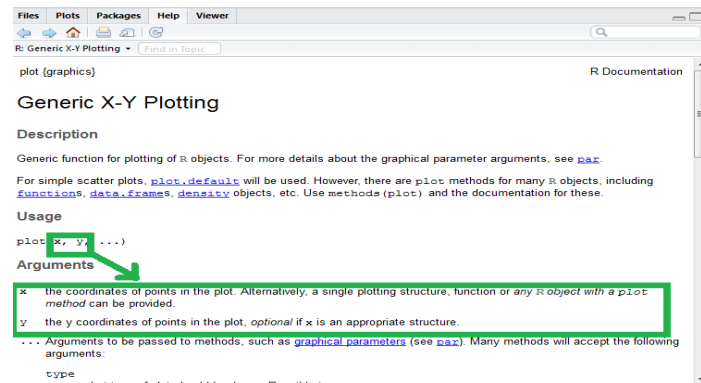 Files Plots Packages Help Viewer
R: Generic X-Y Plotting Find in Topic
plot {graphics} R Documentation
Generic X-Y Plotting
Description
Generic function for plotting of R objects. For more details about the graphical parameter arguments, see par.
For simple scatter plots, plot.default will be used. However, there are plot methods for many R objects, including
functions, data.frames, density objects, etc. Use methods(plot) and the documentation for these.
Usage
plot(x, y, ...)
Arguments
x the coordinates of points in the plot. Alternatively, a single plotting structure, function or any R object with a plot
method can be provided.
y the y coordinates of points in the plot, optional if x is an appropriate structure.
... Arguments to be passed to methods, such as graphical parameters (see par). Many methods will accept the following
arguments:
type